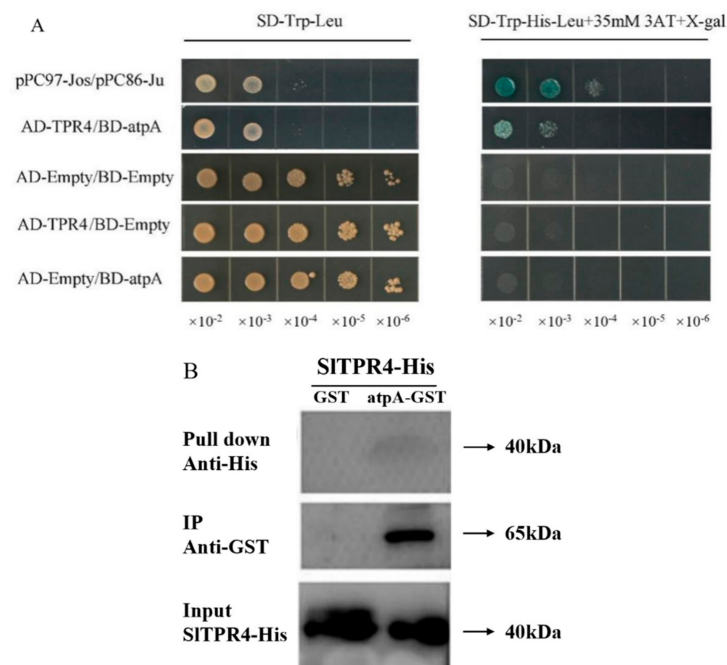 A
SD-Trp-Leu
SD-Trp-His-Leu+35mM 3AT+X-gal
pPC97-Jos/pPC86-Ju
AD-TPR4/BD-atpA
AD-Empty/BD-Empty
AD-TPR4/BD-Empty
AD-Empty/BD-atpA
×10-2 ×10-3 ×10-4 ×10-5 ×10-6
×10-2 ×10-3 ×10-4 ×10-5 ×10-6
B
SlTPR4-His
GST atpA-GST
Pull down
Anti-His
→ 40kDa
IP
Anti-GST
→ 65kDa
Input
SlTPR4-His
→ 40kDa